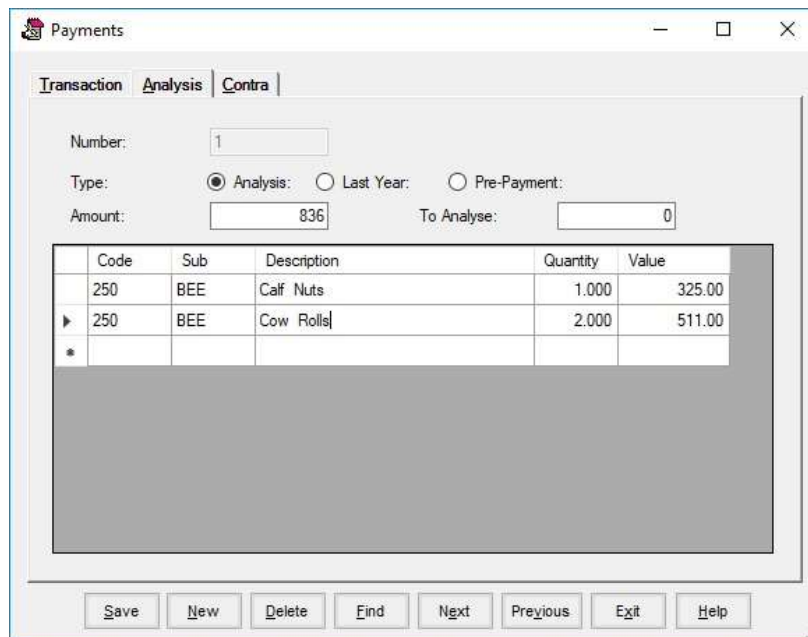 Payments
Transaction Analysis Contra
Number: 1
Type: Analysis: Last Year: Pre-Payment:
Amount: 836 To Analyse: 0
Code Sub Description Quantity Value
250 BEE Calf Nuts 1.000 325.00
250 BEE Cow Rolls 2.000 511.00
Save New Delete Find Next Previous Exit Help